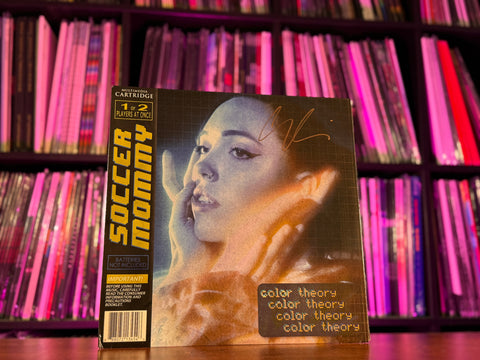 MULTIMEDIA
CARTRIDGE
1 or 2
PLAYERS AT ONCE
SOCCER
MOMMY
BATTERIES
NOT INCLUDED
IMPORTANT!
BEFORE USING THIS
MUSIC, CAREFULLY
READ THE CONSUMER
INFORMATION AND
PRECAUTIONS
BOOKLET.
color theory
color theory
color theory
color theory